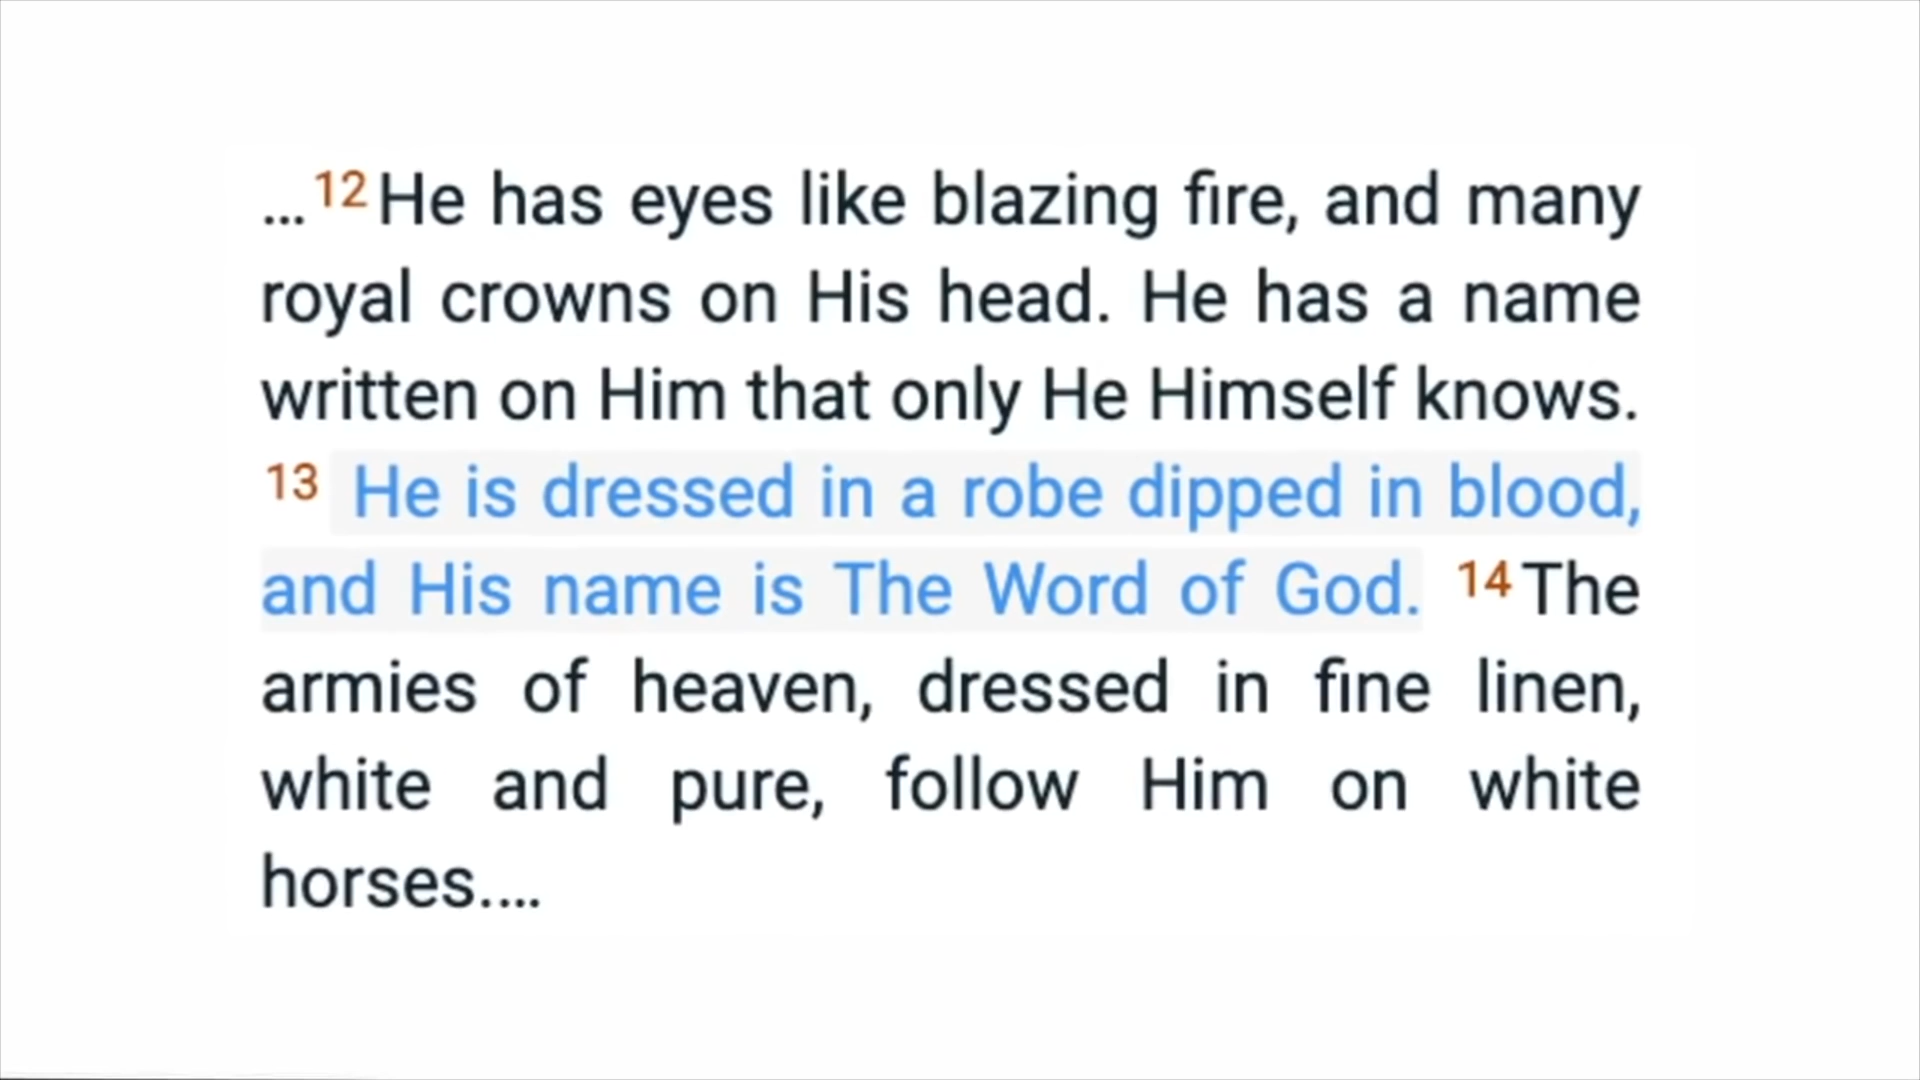 …12 He has eyes like blazing fire, and many
royal crowns on His head. He has a name
written on Him that only He Himself knows.
13 He is dressed in a robe dipped in blood,
and His name is The Word of God. 14 The
armies of heaven, dressed in fine linen,
white and pure, follow Him on white
horses.…